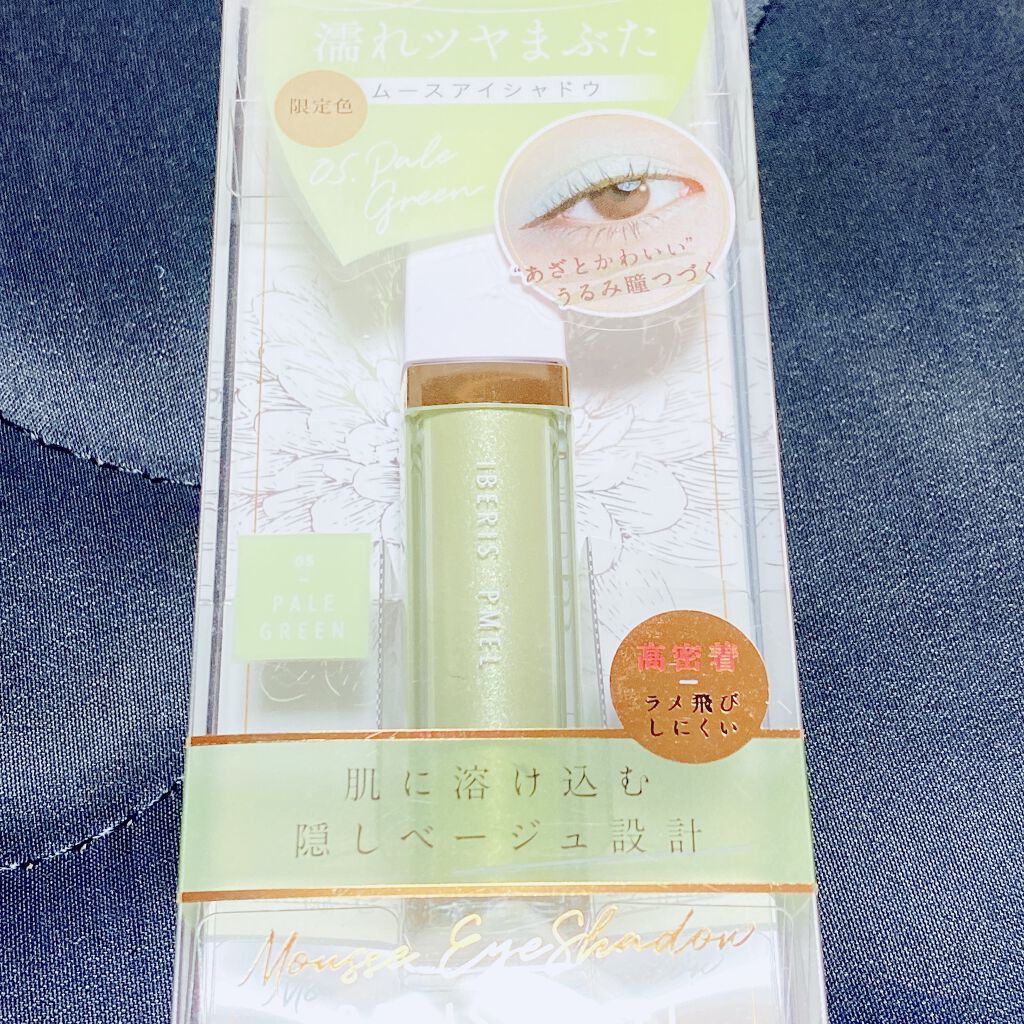 濡れツヤまぶた
ムースアイシャドウ
限定色
05. Pale
Green
"あざとかわいい"
うるみ瞳つづく
IBERIS PMEL
05
PALE
GREEN
高密着
ラメ飛び
しにくい
肌に溶け込む
隠しベージュ設計
Mousse EyeShadow